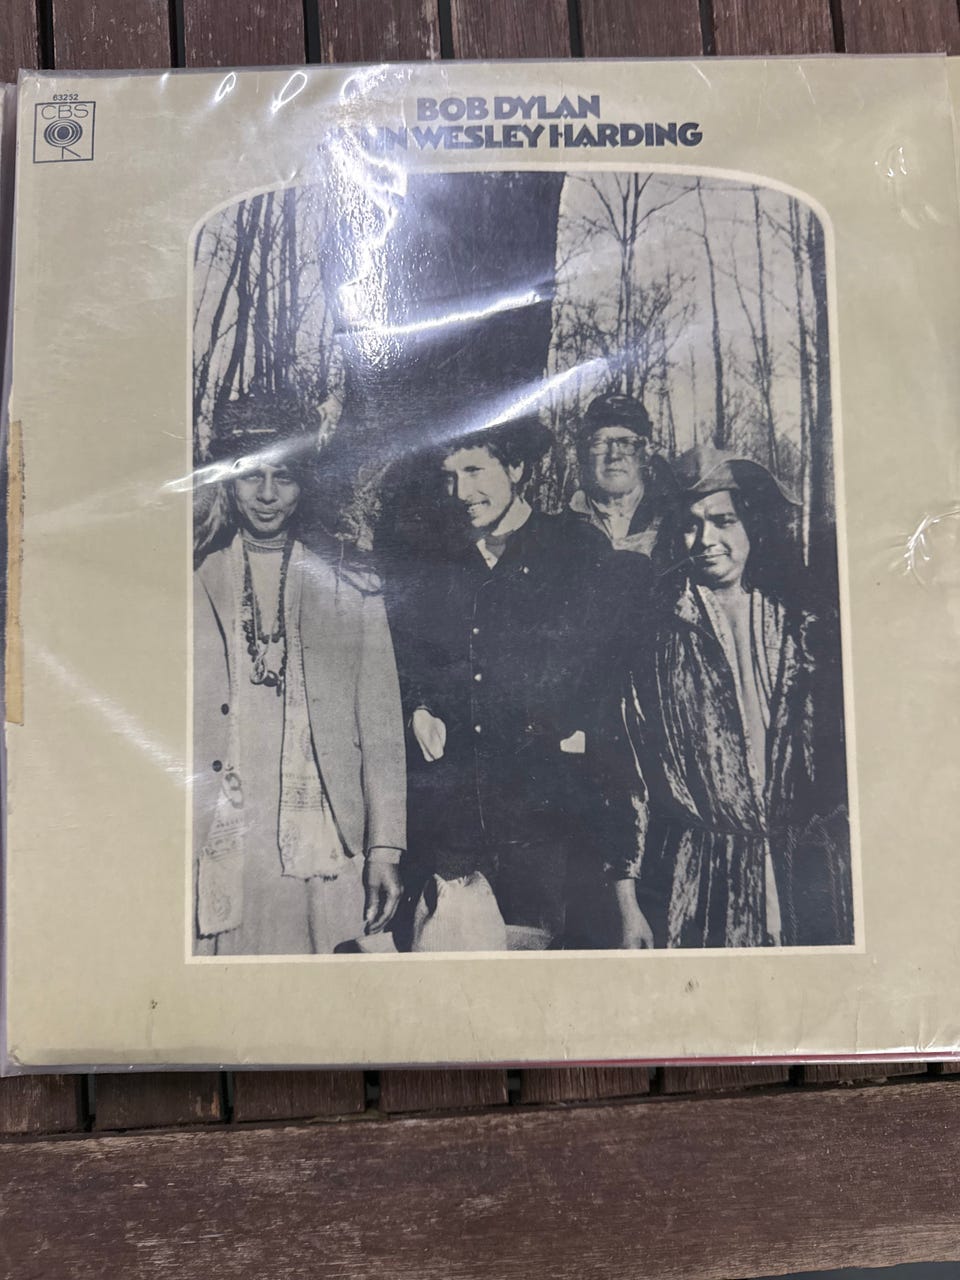 63252
CBS
BOB DYLAN
WESLEY HARDING